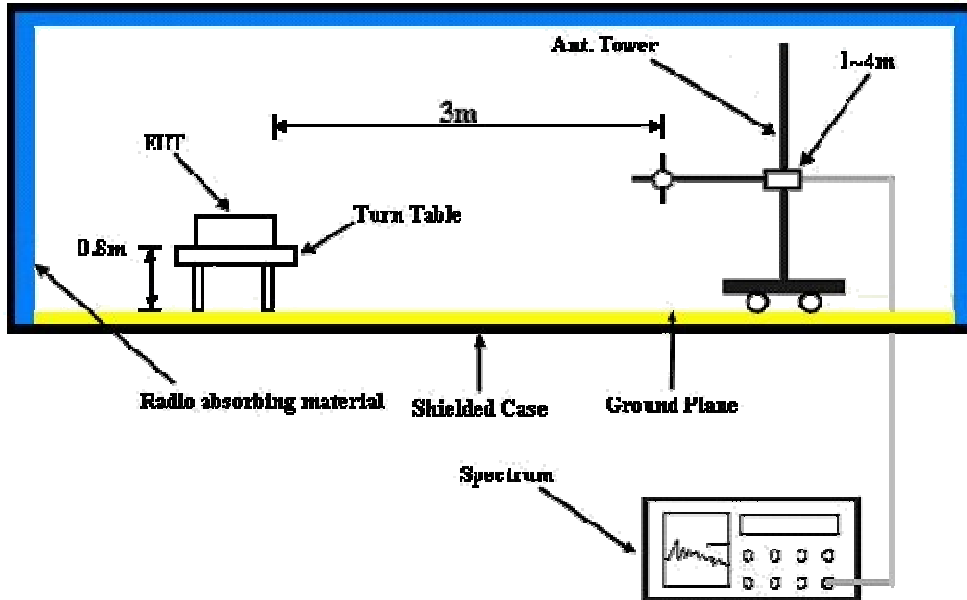 Ant. Tower
1~4m
3m
EUT
Turn Table
0.8m
Radio absorbing material
Shielded Case
Ground Plane
Spectrum